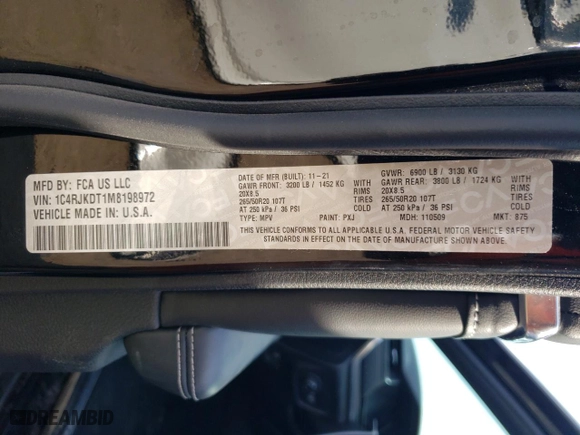 MFD BY: FCA US LLC
VIN: 1C4RJKDT1M8198972
VEHICLE MADE IN U.S.A.
DATE OF MFR (BUILT): 11-21
GAWR FRONT: 3200 LB / 1452 KG WITH
20X8.5 RIMS
265/50R20 107T TIRES
AT 250 kPa / 36 PSI COLD
TYPE: MPV PAINT: PXJ
GVWR: 6900 LB / 3130 KG
GAWR REAR: 3800 LB / 1724 KG WITH
20X8.5 RIMS
265/50R20 107T TIRES
AT 250 kPa / 36 PSI COLD
MDH: 110509 MKT: 875
THIS VEHICLE CONFORMS TO ALL APPLICABLE U.S.A. FEDERAL MOTOR VEHICLE SAFETY
STANDARDS IN EFFECT ON THE DATE OF MANUFACTURE SHOWN ABOVE.
DREAMBID